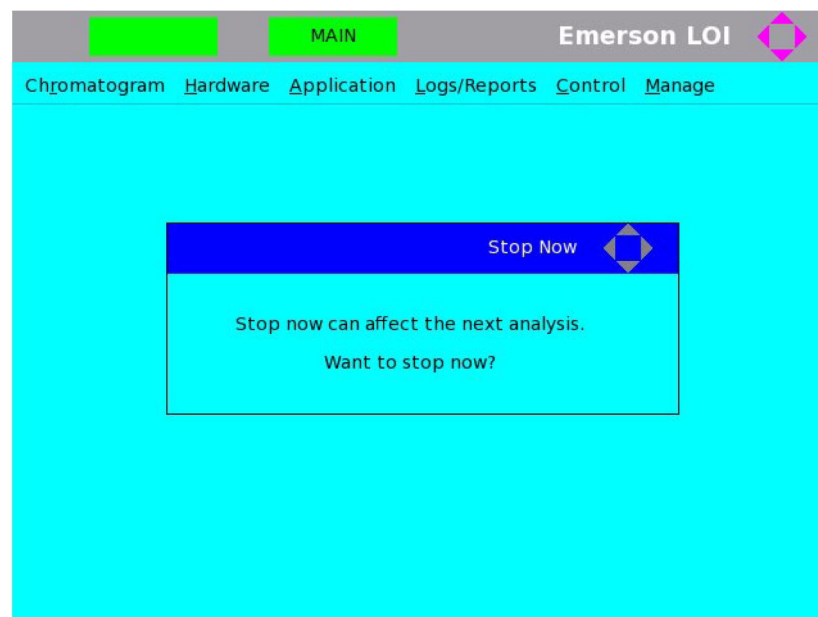 MAIN
Emerson LOI
Chromatogram Hardware Application Logs/Reports Control Manage
Stop Now
Stop now can affect the next analysis.
Want to stop now?